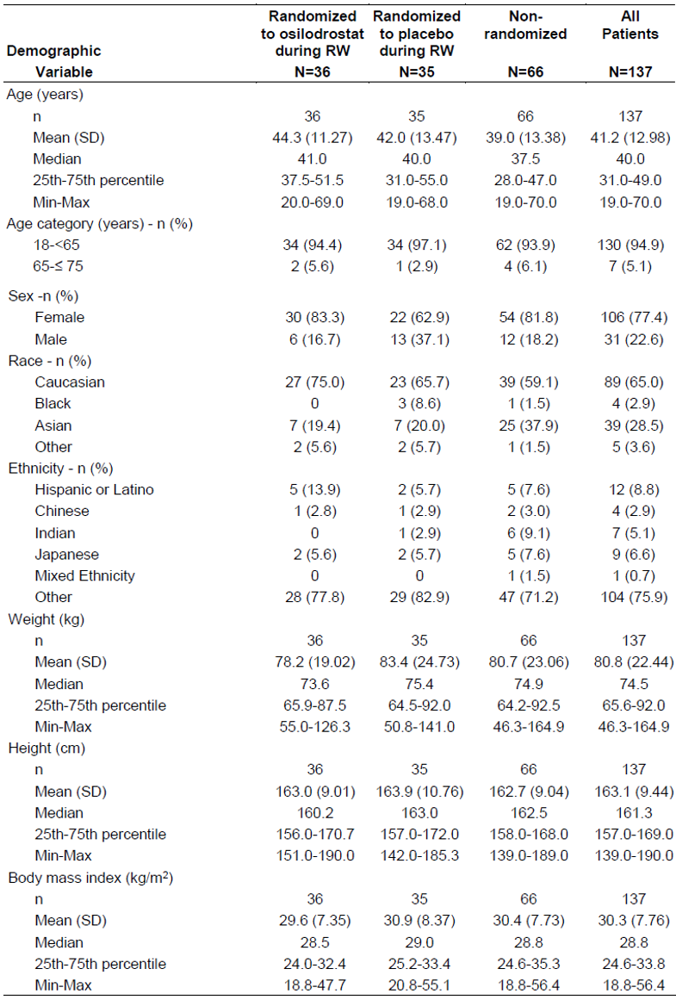 Demographic Variable Randomized to osilodrostat during RW N=36 Randomized to placebo during RW N=35 Non-randomized N=66 All Patients N=137
Age (years)
n 36 35 66 137
Mean (SD) 44.3 (11.27) 42.0 (13.47) 39.0 (13.38) 41.2 (12.98)
Median 41.0 40.0 37.5 40.0
25th-75th percentile 37.5-51.5 31.0-55.0 28.0-47.0 31.0-49.0
Min-Max 20.0-69.0 19.0-68.0 19.0-70.0 19.0-70.0
Age category (years) - n (%)
18-<65 34 (94.4) 34 (97.1) 62 (93.9) 130 (94.9)
65-≤ 75 2 (5.6) 1 (2.9) 4 (6.1) 7 (5.1)
Sex -n (%)
Female 30 (83.3) 22 (62.9) 54 (81.8) 106 (77.4)
Male 6 (16.7) 13 (37.1) 12 (18.2) 31 (22.6)
Race - n (%)
Caucasian 27 (75.0) 23 (65.7) 39 (59.1) 89 (65.0)
Black 0 3 (8.6) 1 (1.5) 4 (2.9)
Asian 7 (19.4) 7 (20.0) 25 (37.9) 39 (28.5)
Other 2 (5.6) 2 (5.7) 1 (1.5) 5 (3.6)
Ethnicity - n (%)
Hispanic or Latino 5 (13.9) 2 (5.7) 5 (7.6) 12 (8.8)
Chinese 1 (2.8) 1 (2.9) 2 (3.0) 4 (2.9)
Indian 0 1 (2.9) 6 (9.1) 7 (5.1)
Japanese 2 (5.6) 2 (5.7) 5 (7.6) 9 (6.6)
Mixed Ethnicity 0 0 1 (1.5) 1 (0.7)
Other 28 (77.8) 29 (82.9) 47 (71.2) 104 (75.9)
Weight (kg)
n 36 35 66 137
Mean (SD) 78.2 (19.02) 83.4 (24.73) 80.7 (23.06) 80.8 (22.44)
Median 73.6 75.4 74.9 74.5
25th-75th percentile 65.9-87.5 64.5-92.0 64.2-92.5 65.6-92.0
Min-Max 55.0-126.3 50.8-141.0 46.3-164.9 46.3-164.9
Height (cm)
n 36 35 66 137
Mean (SD) 163.0 (9.01) 163.9 (10.76) 162.7 (9.04) 163.1 (9.44)
Median 160.2 163.0 162.5 161.3
25th-75th percentile 156.0-170.7 157.0-172.0 158.0-168.0 157.0-169.0
Min-Max 151.0-190.0 142.0-185.3 139.0-189.0 139.0-190.0
Body mass index (kg/m²)
n 36 35 66 137
Mean (SD) 29.6 (7.35) 30.9 (8.37) 30.4 (7.73) 30.3 (7.76)
Median 28.5 29.0 28.8 28.8
25th-75th percentile 24.0-32.4 25.2-33.4 24.6-35.3 24.6-33.8
Min-Max 18.8-47.7 20.8-55.1 18.8-56.4 18.8-56.4